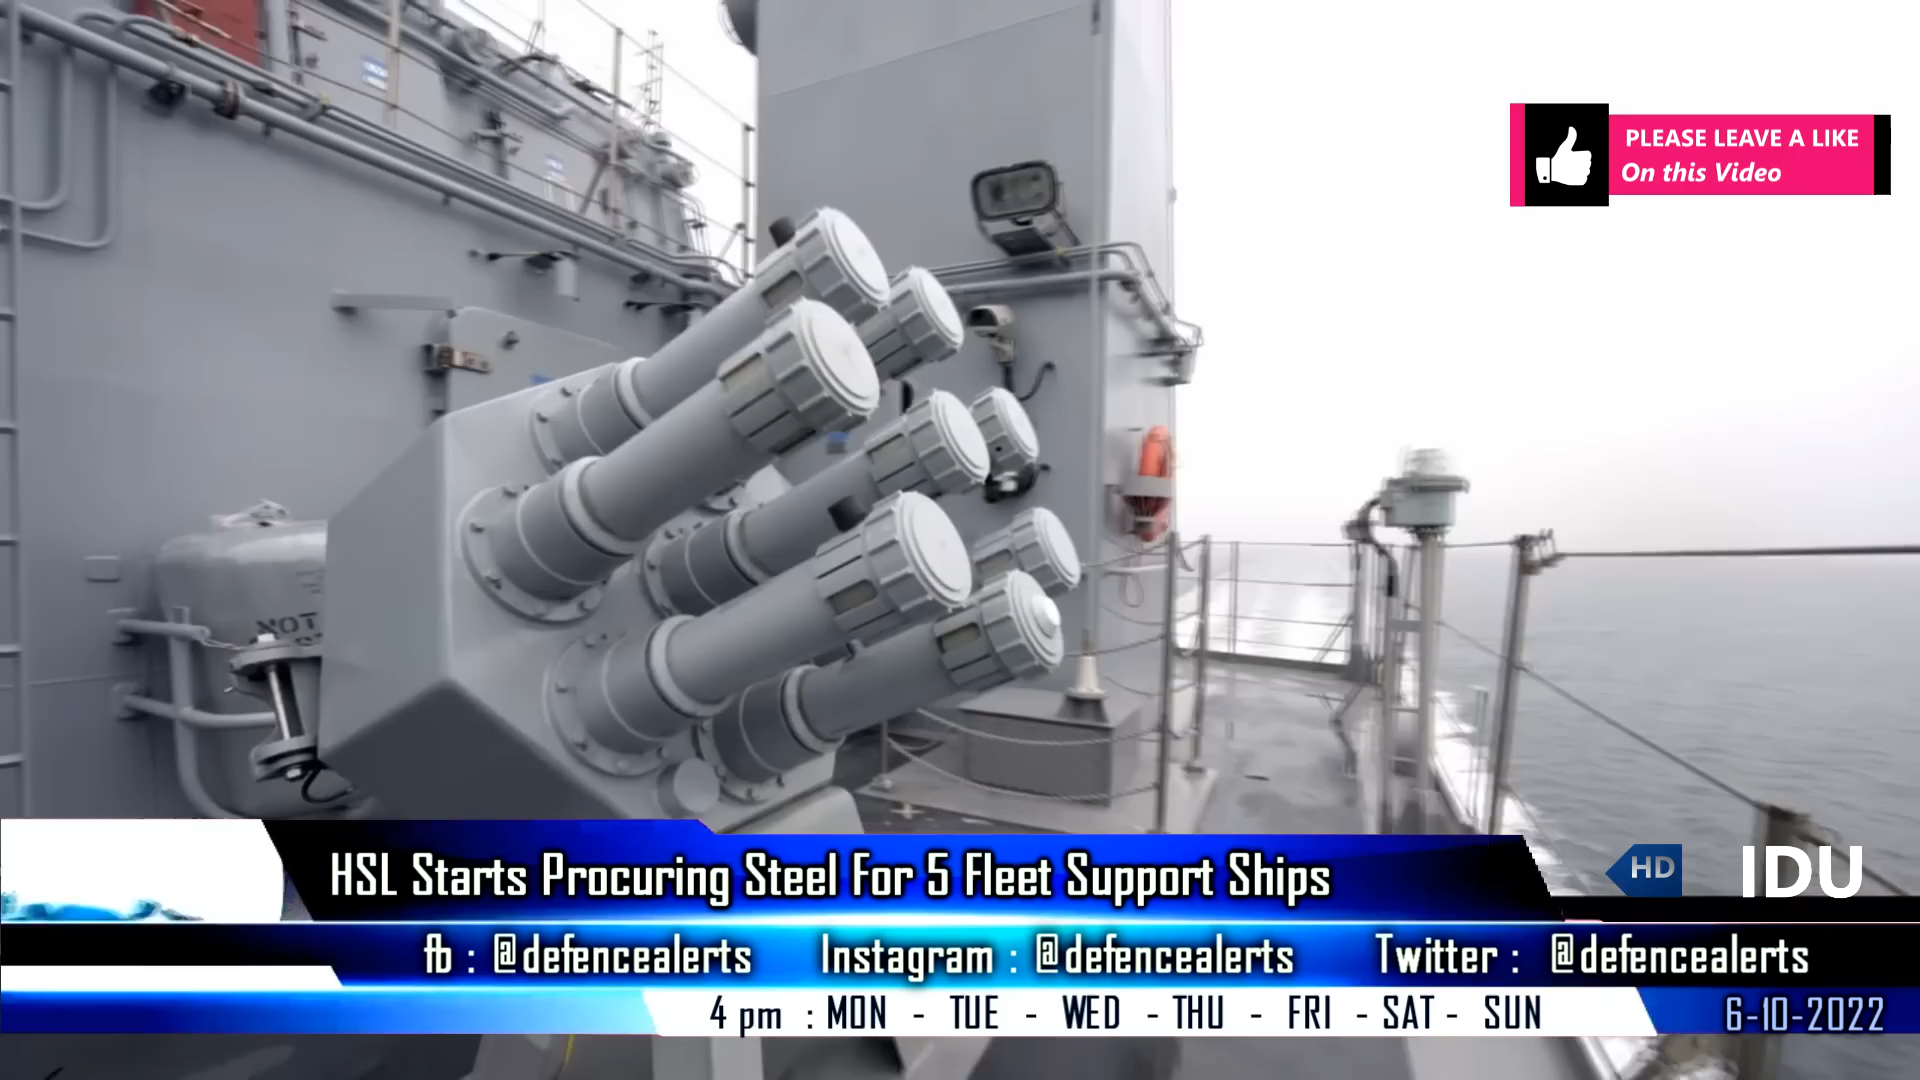 PLEASE LEAVE A LIKE
On this Video
NOT
HSL Starts Procuring Steel For 5 Fleet Support Ships
HD
IDU
fb : @defencealerts Instagram : @defencealerts Twitter : @defencealerts
4 pm : MON - TUE - WED - THU - FRI - SAT - SUN
6-10-2022